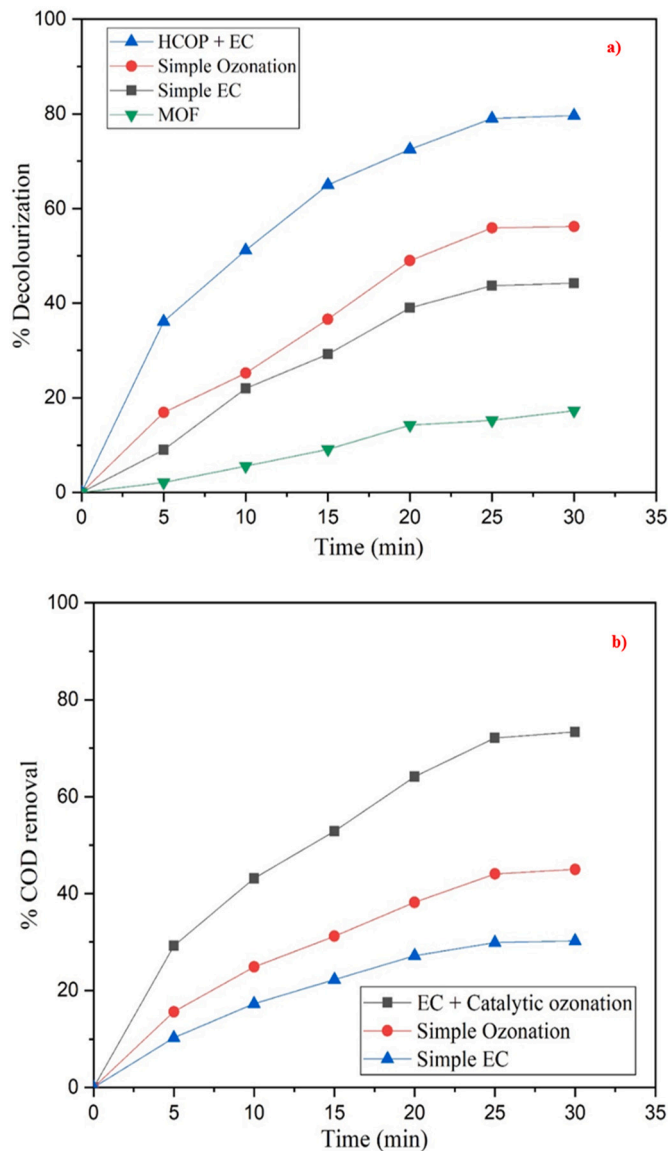 100
80
60
40
20
0
% Decolourization
HCOP + EC
Simple Ozonation
Simple EC
MOF
a)
0 5 10 15 20 25 30 35
Time (min)
100
80
60
40
20
0
% COD removal
b)
EC + Catalytic ozonation
Simple Ozonation
Simple EC
0 5 10 15 20 25 30 35
Time (min)